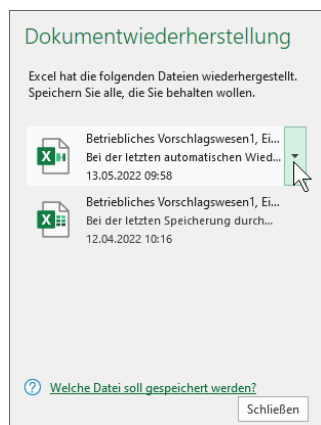 Dokumentwiederherstellung
Excel hat die folgenden Dateien wiederhergestellt.
Speichern Sie alle, die Sie behalten wollen.
Betriebliches Vorschlagswesen1, Ei...
Bei der letzten automatischen Wied...
13.05.2022 09:58
Betriebliches Vorschlagswesen1, Ei...
Bei der letzten Speicherung durch...
12.04.2022 10:16
Welche Datei soll gespeichert werden?
Schließen